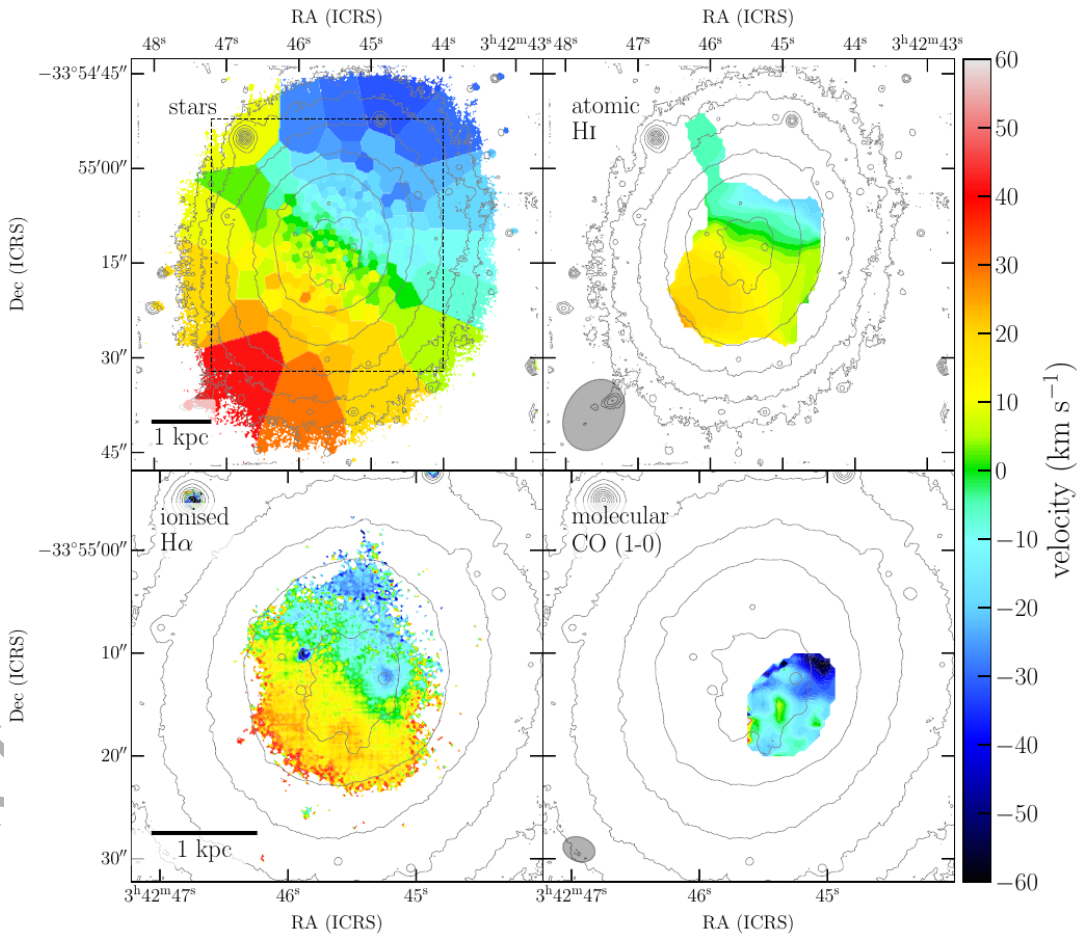 RA (ICRS) RA (ICRS)
48ˢ 47ˢ 46ˢ 45ˢ 44ˢ 3ʰ42ᵐ43ˢ
48ˢ 47ˢ 46ˢ 45ˢ 44ˢ 3ʰ42ᵐ43ˢ
Dec (ICRS)
−33°54′45″
55′00″
15″
30″
45″
stars
1 kpc
atomic
HI
Dec (ICRS)
−33°55′00″
10″
20″
30″
ionised
Hα
1 kpc
molecular
CO (1-0)
3ʰ42ᵐ47ˢ 46ˢ 45ˢ
3ʰ42ᵐ47ˢ 46ˢ 45ˢ
RA (ICRS) RA (ICRS)
60
50
40
30
20
10
0
−10
−20
−30
−40
−50
−60
velocity (km s⁻¹)